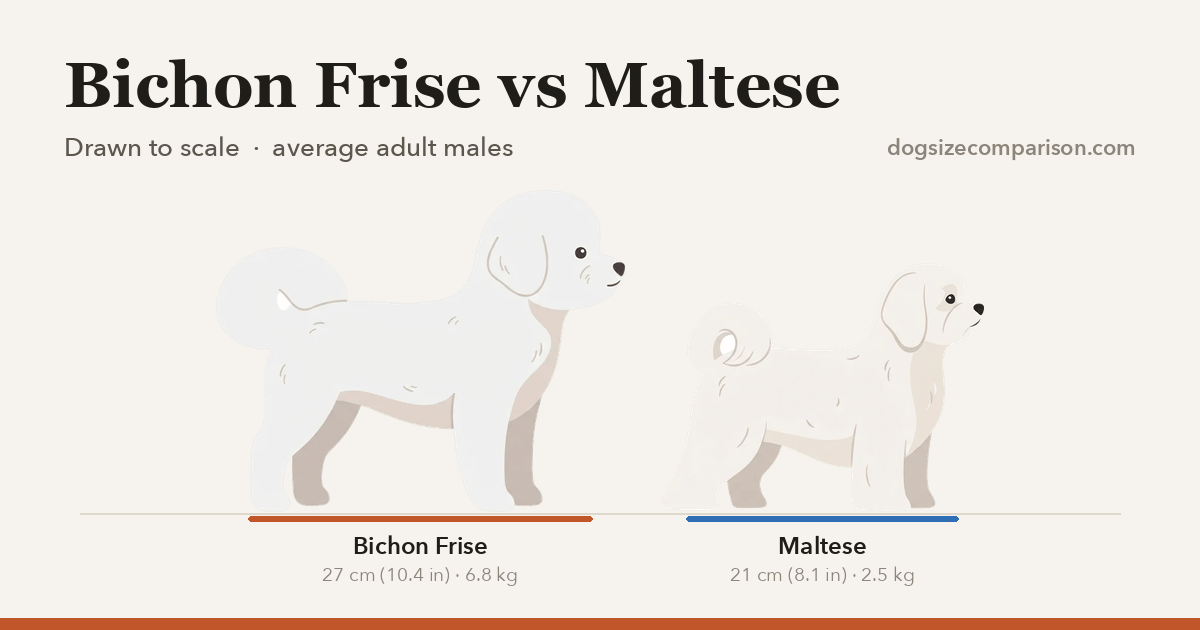 Bichon Frise vs Maltese
Drawn to scale · average adult males
dogsizecomparison.com
Bichon Frise
27 cm (10.4 in) · 6.8 kg
Maltese
21 cm (8.1 in) · 2.5 kg